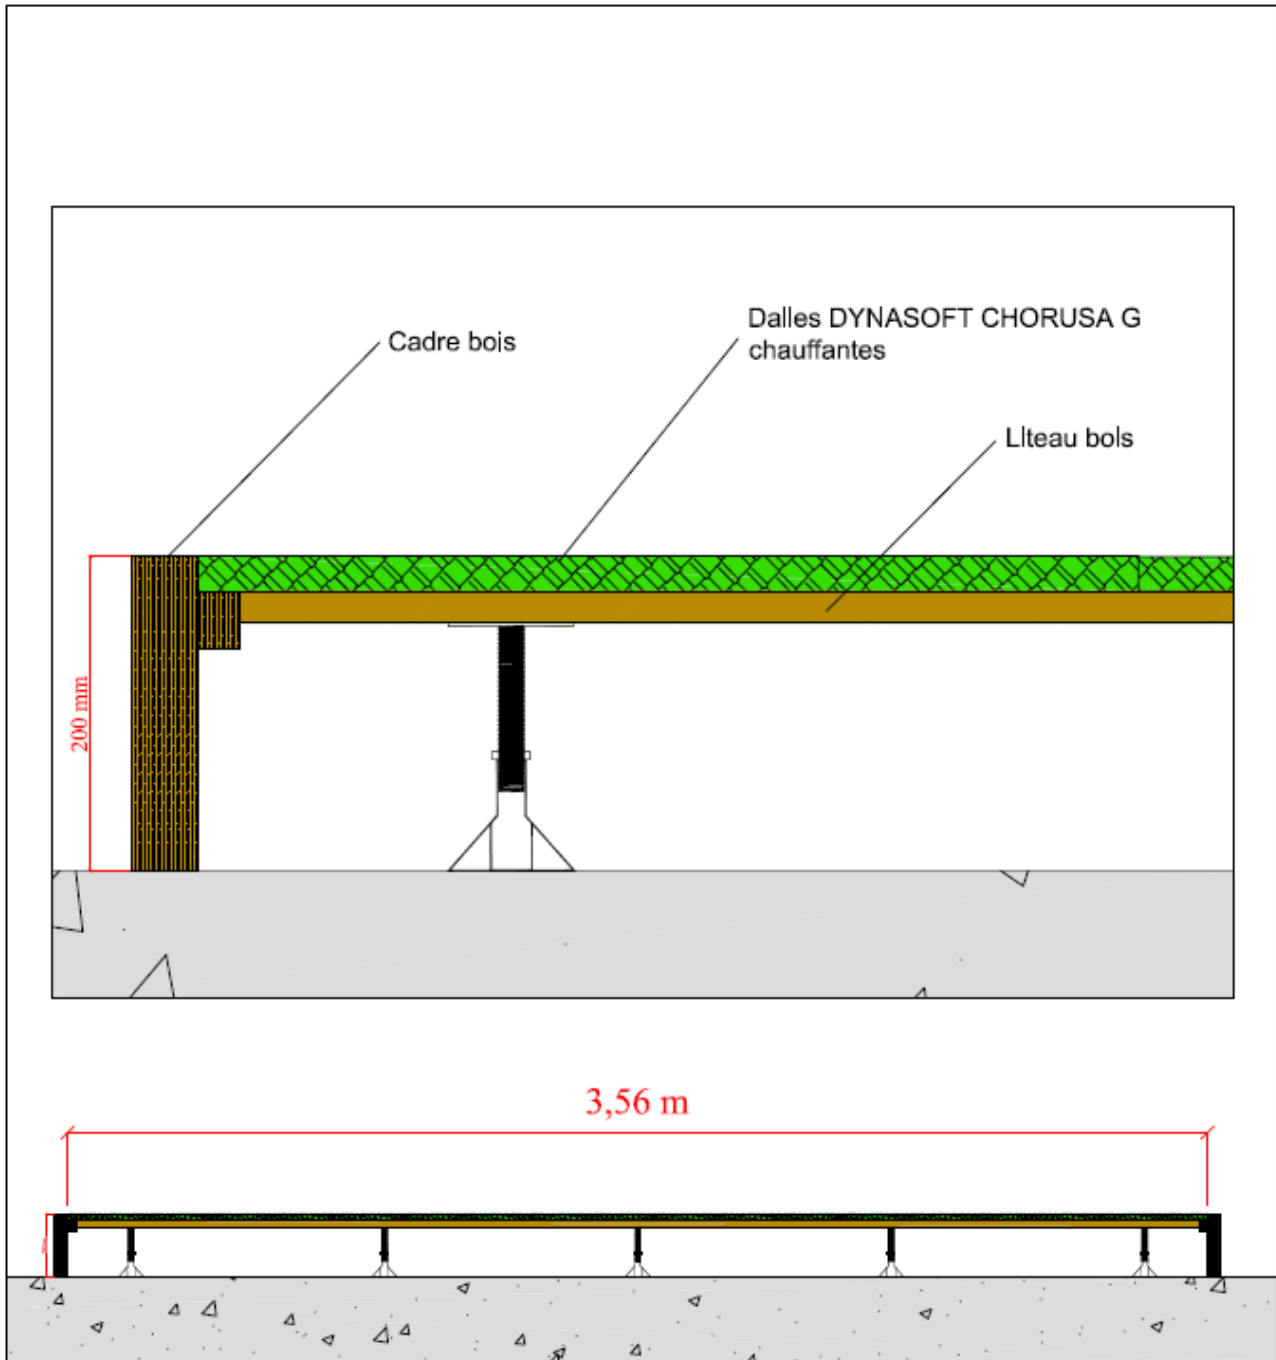 Dalles DYNASOFT CHORUSA G
chauffantes
Cadre bois
Liteau bois
200 mm
3,56 m